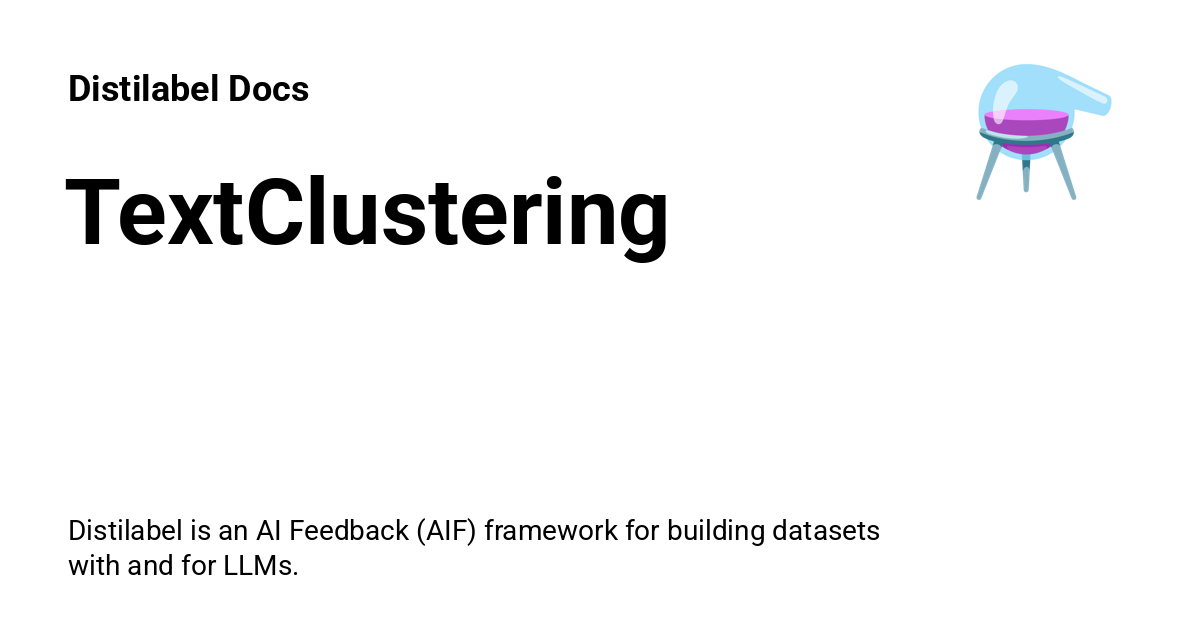 Distilabel Docs
TextClustering
Distilabel is an AI Feedback (AIF) framework for building datasets
with and for LLMs.